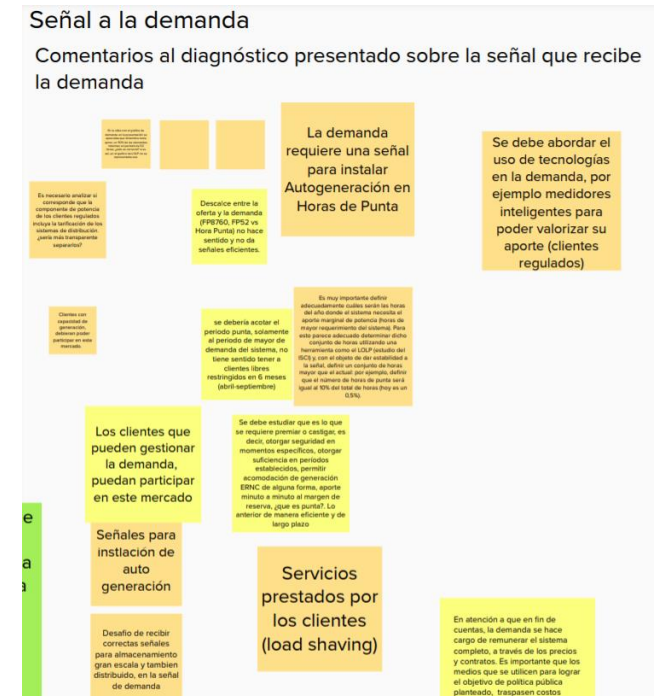 Señal a la demanda
Comentarios al diagnóstico presentado sobre la señal que recibe
la demanda
La demanda
requiere una señal
para instalar
Autogeneración en
Horas de Punta
Se debe abordar el
uso de tecnologías
en la demanda, por
ejemplo medidores
inteligentes para
poder valorizar su
aporte (clientes
regulados)
Es necesario analizar si
corresponde que la
componente de potencia
de los clientes regulados
incluya la tarificación de los
sistemas de distribución.
¿sería más transparente
separarlos?
Descalce entre la
oferta y la demanda
(FP8760, FP52 vs
Hora Punta) no hace
sentido y no da
señales eficientes.
Clientes con
capacidad de
generación,
debieran poder
participar en este
mercado
se debería acotar el
periodo punta, solamente
al periodo de mayor de
demanda del sistema, no
tiene sentido tener a
clientes libres
restringidos en 6 meses
(abril-septiembre)
Es muy importante definir
adecuadamente cuáles serán las horas
del año donde el sistema necesita el
aporte marginal de potencia (horas de
mayor requerimiento del sistema). Para
este parece adecuado determinar dicho
conjunto de horas utilizando una
herramienta como el LOLP (estudio del
ISCI) y, con el objeto de dar estabilidad a
la señal, definir un conjunto de horas
mayor que el actual: por ejemplo, definir
que el número de horas de punta será
igual al 10% del total de horas (hoy es un
0,5%).
Los clientes que
pueden gestionar
la demanda,
puedan participar
en este mercado
Se debe estudiar que es lo que
se requiere premiar o castigar, es
decir, otorgar seguridad en
momentos específicos, otorgar
suficiencia en períodos
establecidos, permitir
acomodación de generación
ERNC de alguna forma, aporte
minuto a minuto al margen de
reserva, ¿que es punta?. Lo
anterior de manera eficiente y de
largo plazo
e
a
Señales para
instlación de
auto
generación
Servicios
prestados por
los clientes
(load shaving)
Desafío de recibir
correctas señales
para almacenamiento
gran escala y tambien
distribuido, en la señal
de demanda
En atención a que en fin de
cuentas, la demanda se hace
cargo de remunerar el sistema
completo, a través de los precios
y contratos. Es importante que los
medios que se utilicen para lograr
el objetivo de política pública
planteado, traspasen costos